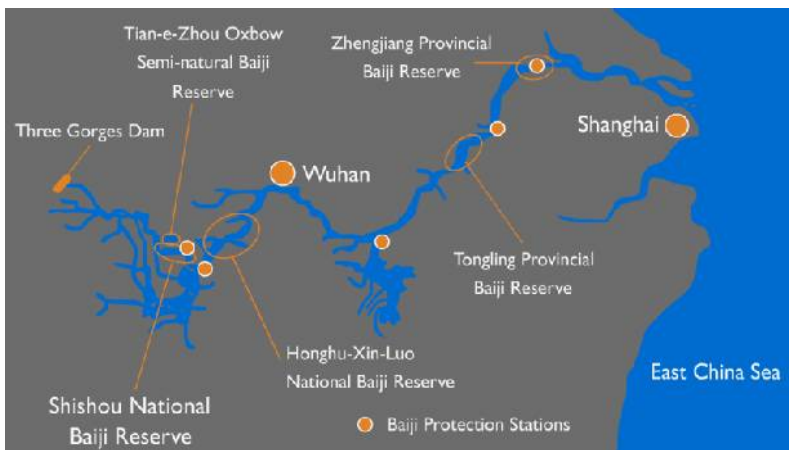 Tian-e-Zhou Oxbow
Semi-natural Baiji
Reserve
Zhengjiang Provincial
Baiji Reserve
Three Gorges Dam
Shanghai
Wuhan
Tongling Provincial
Baiji Reserve
Honghu-Xin-Luo
National Baiji Reserve
East China Sea
Shishou National
Baiji Reserve
Baiji Protection Stations